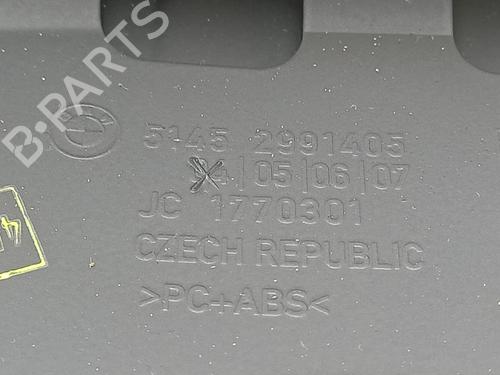 B-PARTS
5145 2991405
04|05|06|07
JC 1770301
CZECH REPUBLIC
>PC+ABS<